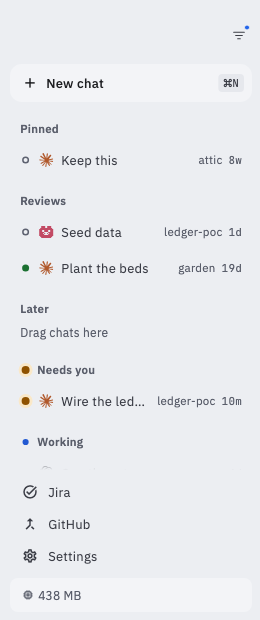 New chat ⌘N
Pinned
Keep this attic 8w
Reviews
Seed data ledger-poc 1d
Plant the beds garden 19d
Later
Drag chats here
Needs you
Wire the led... ledger-poc 10m
Working
Jira
GitHub
Settings
438 MB